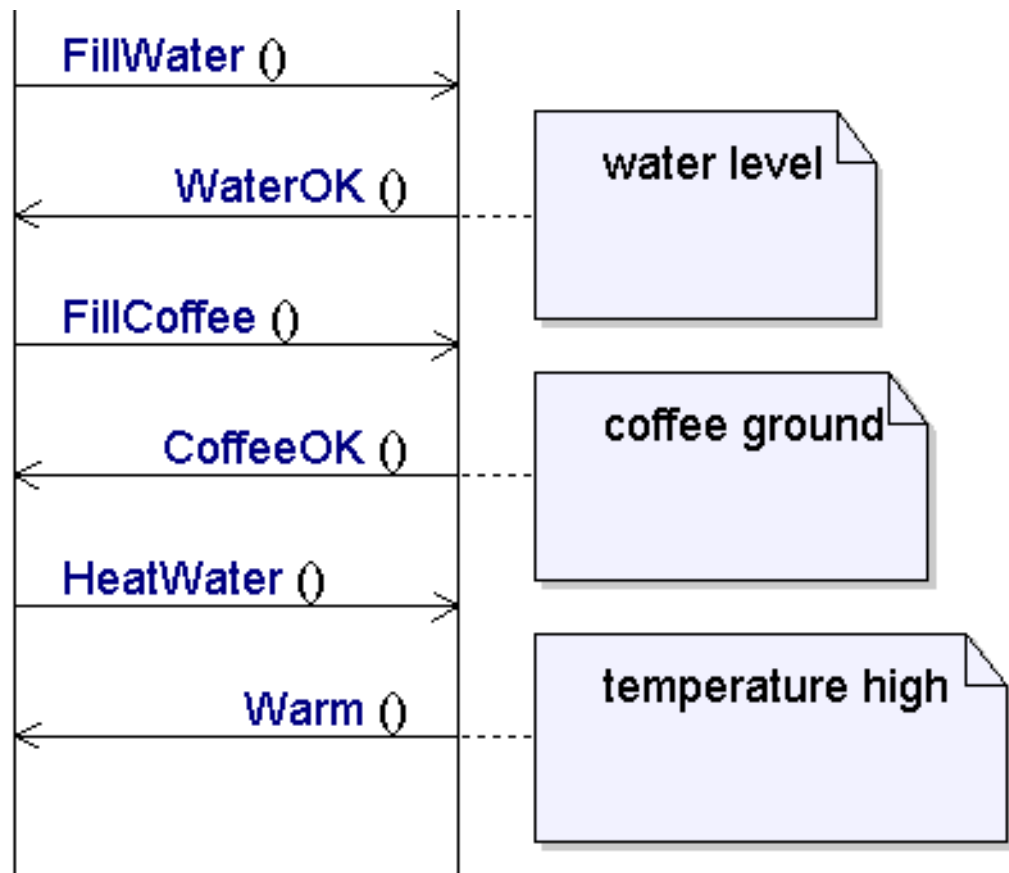 FillWater ()
water level
WaterOK ()
FillCoffee ()
coffee ground
CoffeeOK ()
HeatWater ()
temperature high
Warm ()